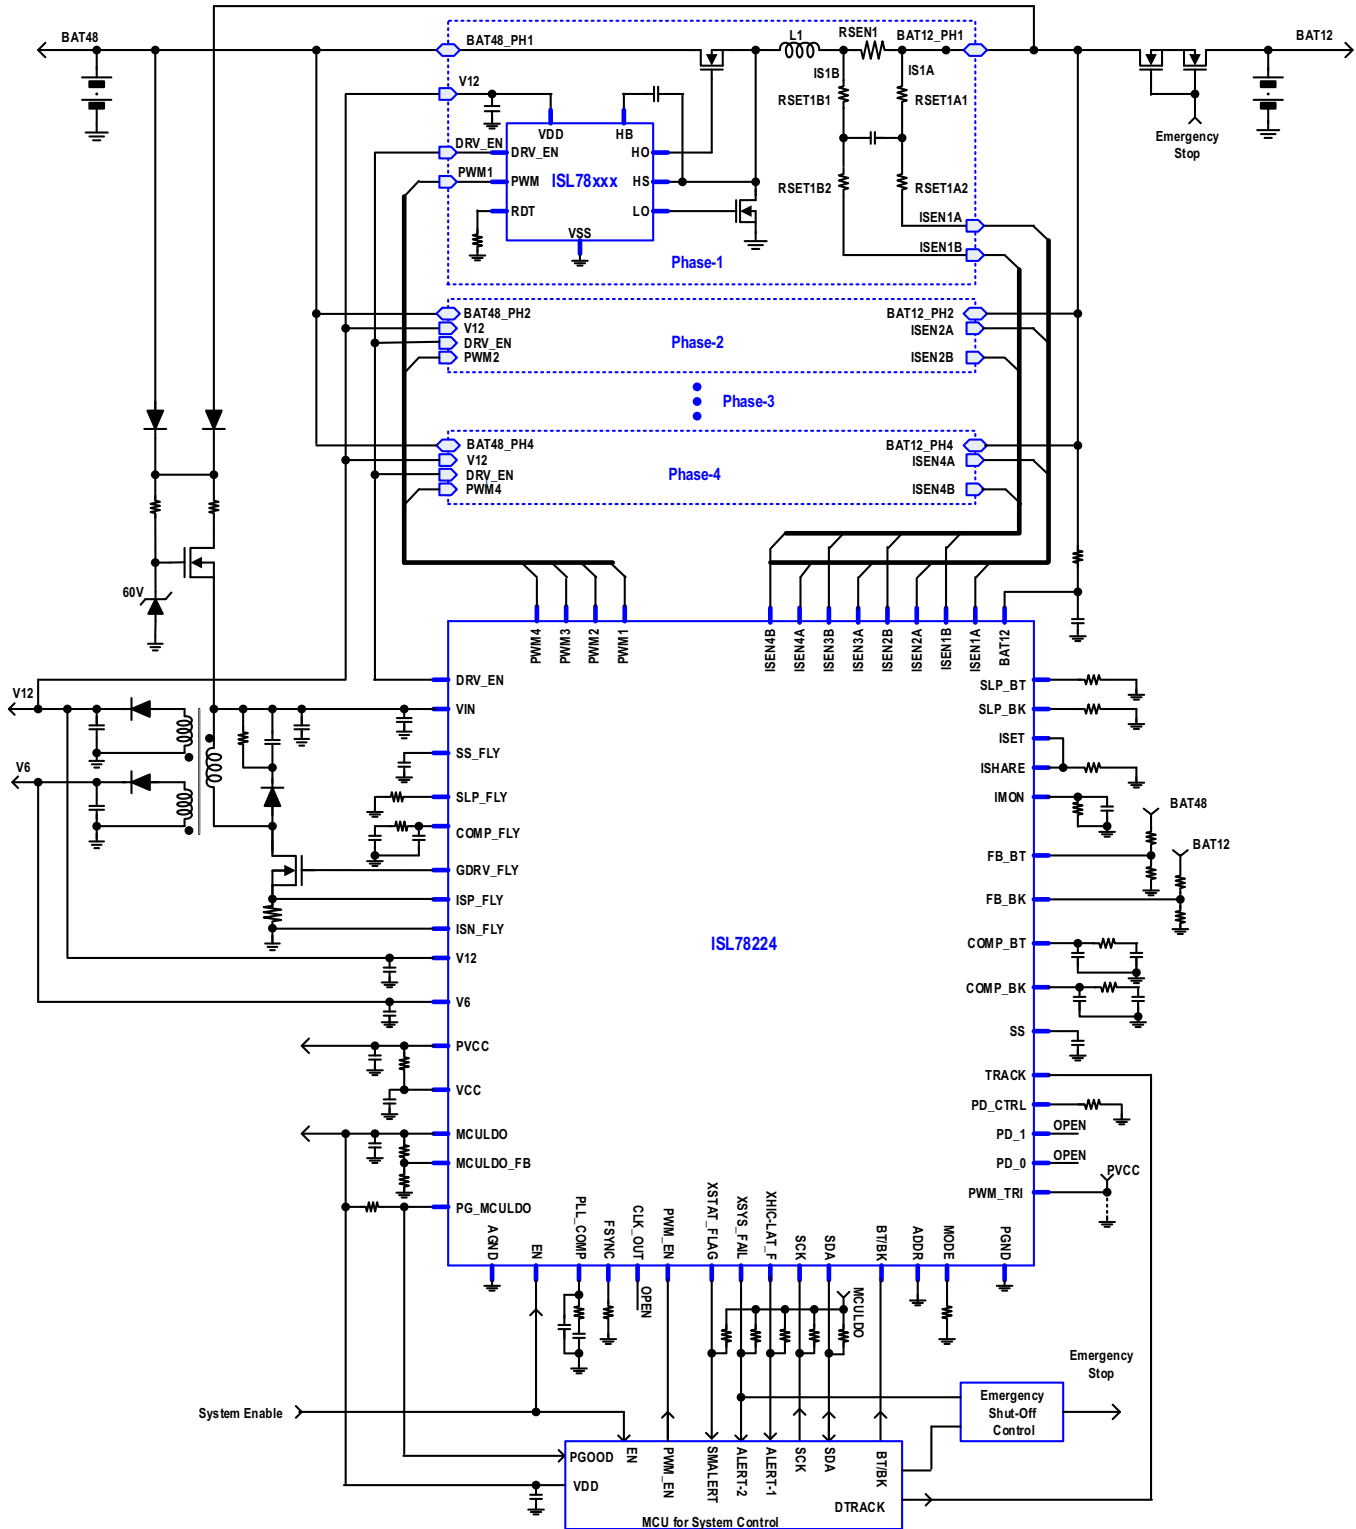 BAT48
BAT48_PH1
L1
RSEN1
BAT12_PH1
BAT12
IS1B
IS1A
V12
RSET1B1
RSET1A1
VDD
HB
DRV_EN
DRV_EN
HO
Emergency
Stop
PWM1
PWM
ISL78xxx
HS
RSET1B2
RSET1A2
RDT
LO
VSS
ISEN1A
ISEN1B
Phase-1
BAT48_PH2
V12
DRV_EN
PWM2
Phase-2
BAT12_PH2
ISEN2A
ISEN2B
Phase-3
BAT48_PH4
V12
DRV_EN
PWM4
Phase-4
BAT12_PH4
ISEN4A
ISEN4B
60V
PWM4
PWM3
PWM2
PWM1
ISEN4B
ISEN4A
ISEN3B
ISEN3A
ISEN2B
ISEN2A
ISEN1B
ISEN1A
BAT12
V12
V6
DRV_EN
VIN
SS_FLY
SLP_FLY
COMP_FLY
GDRV_FLY
ISP_FLY
ISN_FLY
V12
V6
PVCC
VCC
MCULDO
MCULDO_FB
PG_MCULDO
ISL78224
SLP_BT
SLP_BK
ISET
ISHARE
IMON
BAT48
FB_BT
BAT12
FB_BK
COMP_BT
COMP_BK
SS
TRACK
PD_CTRL
PD_1
OPEN
PD_0
OPEN
PWM_TRI
PVCC
AGND
EN
PLL_COMP
FSYNC
CLK_OUT
PWM_EN
XSTAT_FLAG
XSYS_FAIL
XHIC-LAT_F
SCK
SDA
BT/BK
ADDR
MODE
PGND
OPEN
MCULDO
System Enable
Emergency
Stop
Emergency
Shut-Off
Control
PGOOD
VDD
EN
PWM_EN
SMALERT
ALERT-2
ALERT-1
SCK
SDA
BT/BK
DTRACK
MCU for System Control